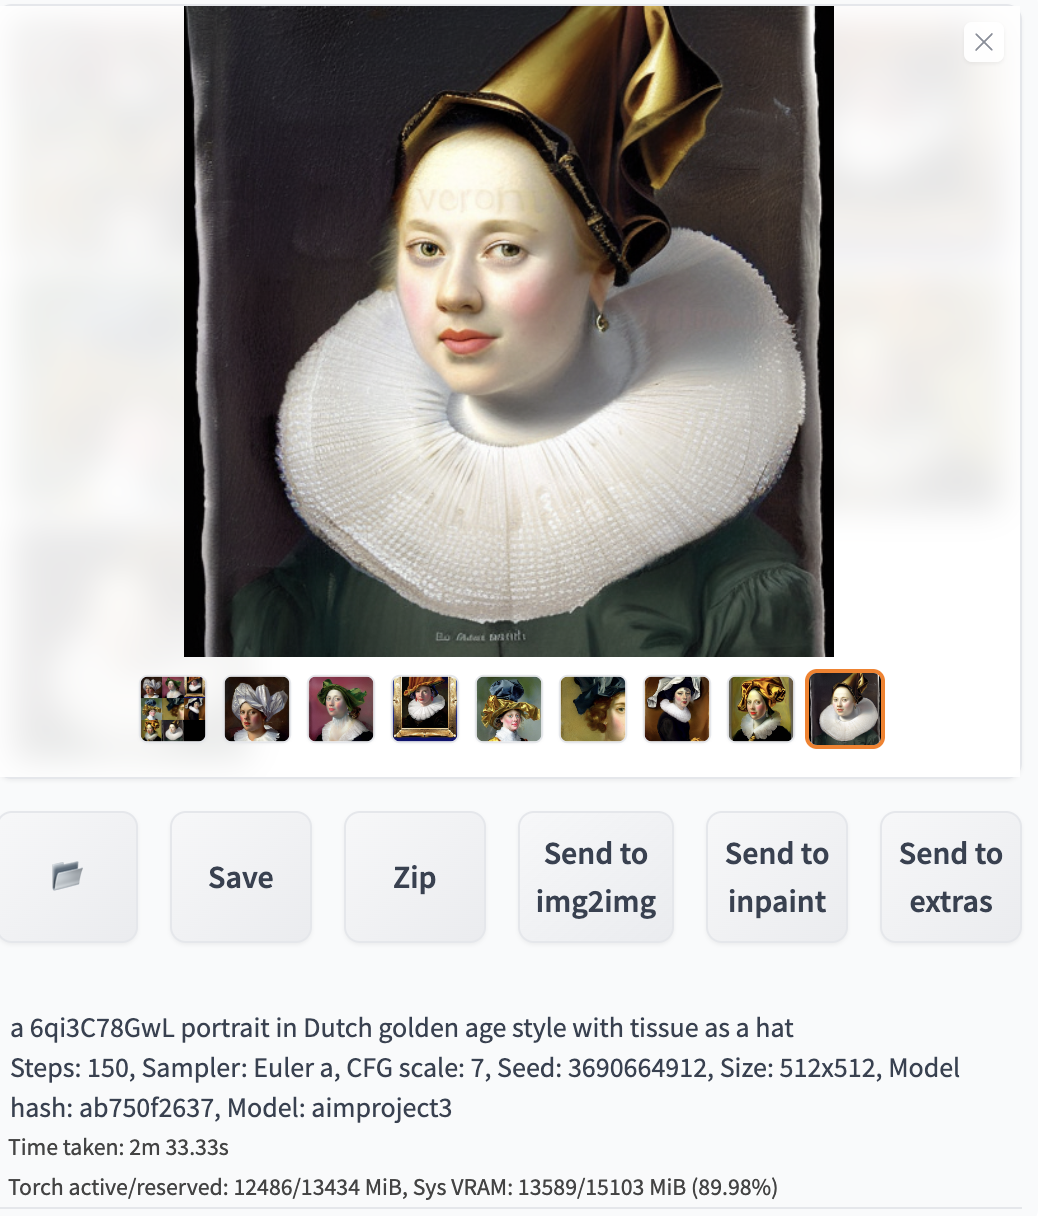 veront
Save
Zip
Send to
img2img
Send to
inpaint
Send to
extras
a 6qi3C78GwL portrait in Dutch golden age style with tissue as a hat
Steps: 150, Sampler: Euler a, CFG scale: 7, Seed: 3690664912, Size: 512x512, Model
hash: ab750f2637, Model: aimproject3
Time taken: 2m 33.33s
Torch active/reserved: 12486/13434 MiB, Sys VRAM: 13589/15103 MiB (89.98%)